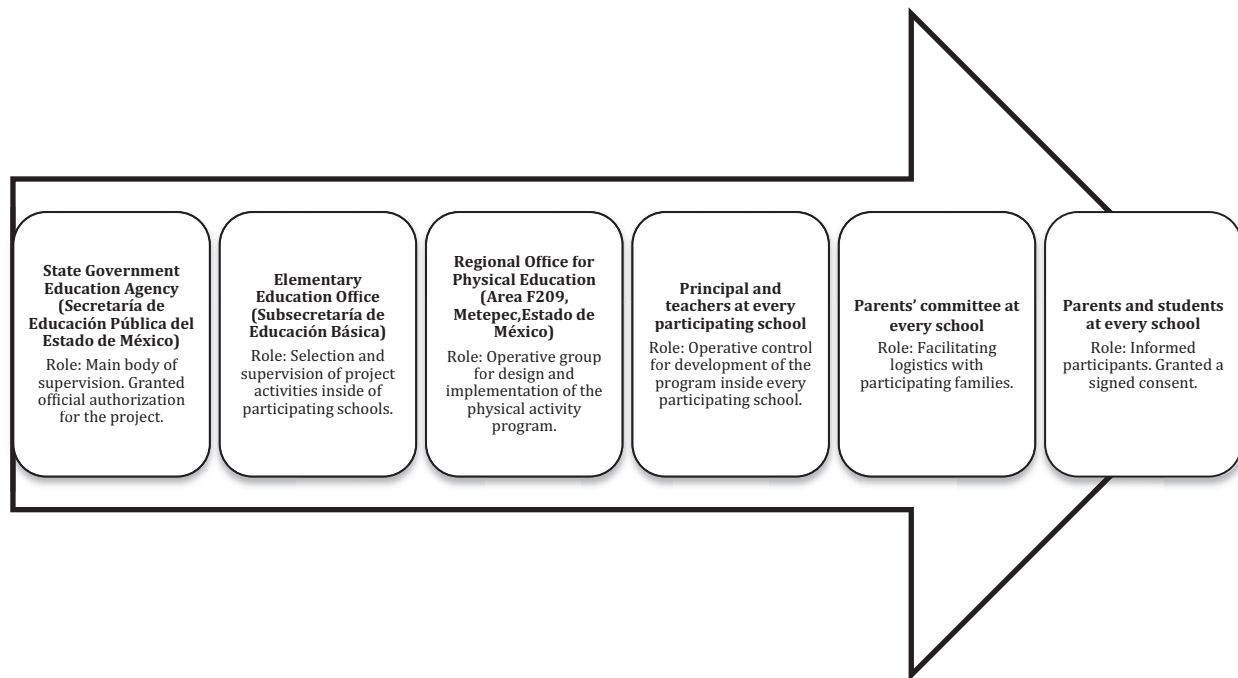 State Government
Education Agency
(Secretaría de
Educación Pública del
Estado de México)
Role: Main body of
supervision. Granted
official authorization
for the project.
Elementary
Education Office
(Subsecretaría de
Educación Básica)
Role: Selection and
supervision of project
activities inside of
participating schools.
Regional Office for
Physical Education
(Area F209,
Metepec,Estado de
México)
Role: Operative group
for design and
implementation of the
physical activity
program.
Principal and
teachers at every
participating school
Role: Operative control
for development of the
program inside every
participating school.
Parents’ committee at
every school
Role: Facilitating
logistics with
participating families.
Parents and students
at every school
Role: Informed
participants. Granted a
signed consent.